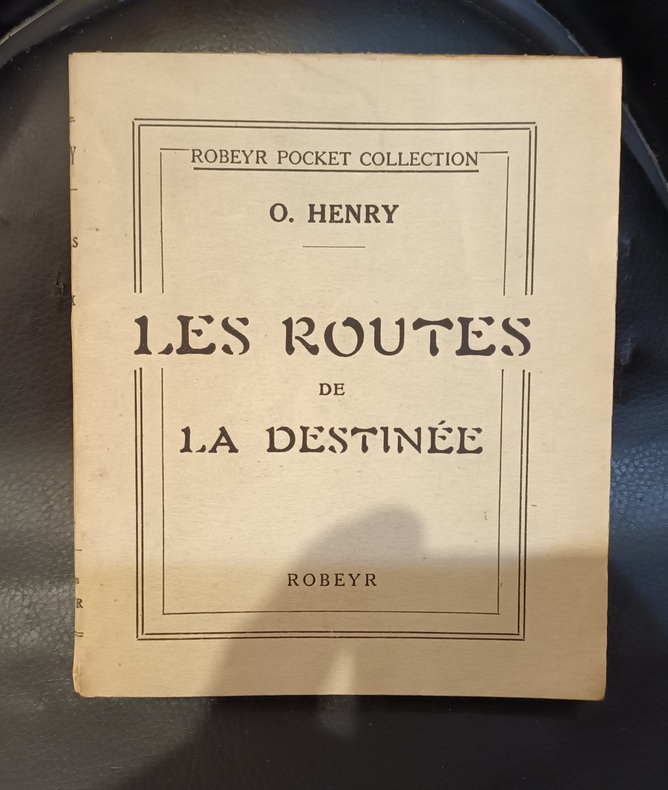 ROBEYR POCKET COLLECTION
O. HENRY
LES ROUTES
DE
LA DESTINÉE
ROBEYR